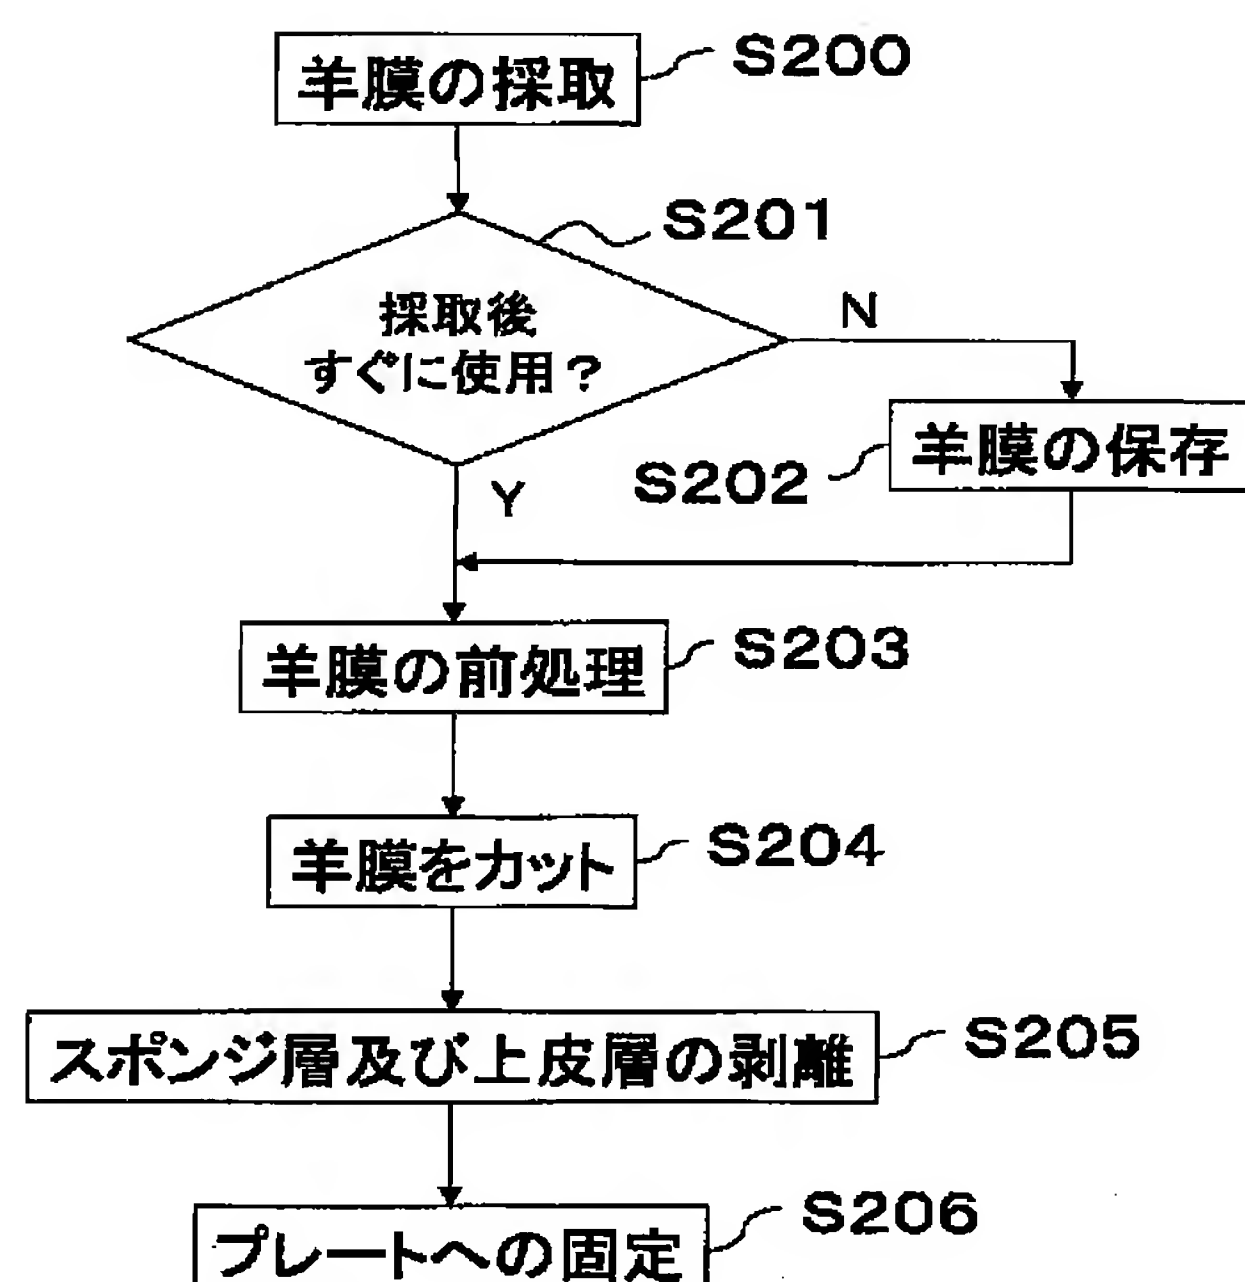 羊膜の採取
S200
S201
採取後
すぐに使用？
N
羊膜の保存
S202
Y
羊膜の前処理
S203
羊膜をカット
S204
スポンジ層及び上皮層の剥離
S205
プレートへの固定
S206